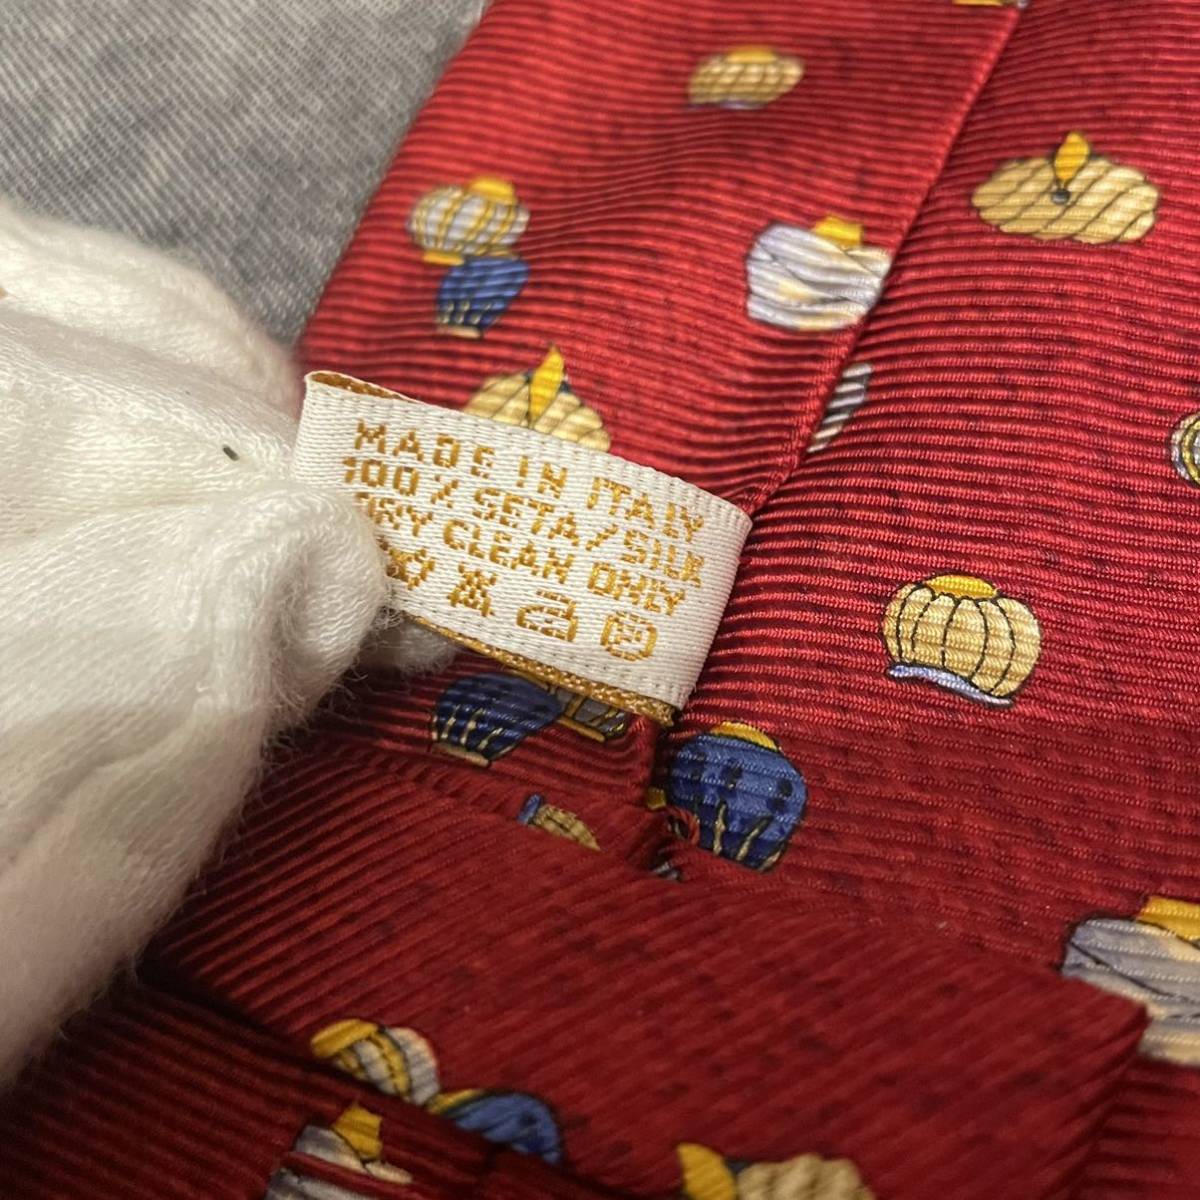 MADE IN ITALY
100% SETA/SILK
DRY CLEAN ONLY
P